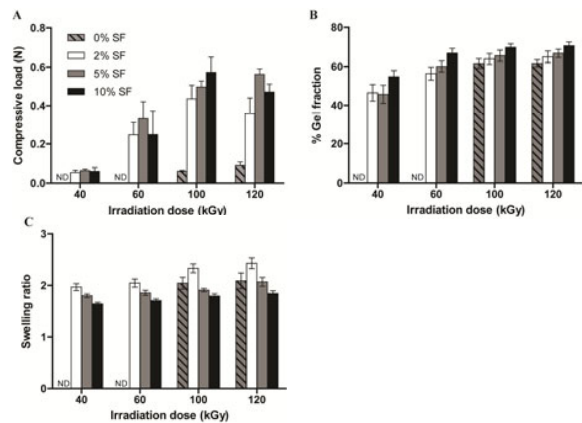 A
Compressive load (N)
0.8
0.6
0.4
0.2
0.0
0% SF
2% SF
5% SF
10% SF
ND
ND
40
60
100
120
Irradiation dose (kGy)
B
% Gel fraction
80
60
40
20
0
ND
ND
40
60
100
120
Irradiation dose (kGy)
C
Swelling ratio
3
2
1
0
ND
ND
40
60
100
120
Irradiation dose (kGy)